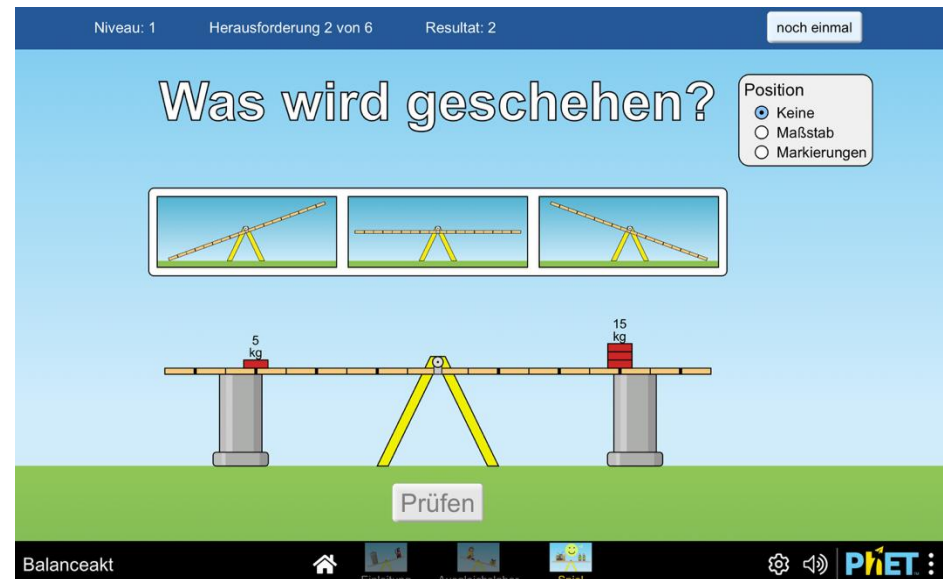 Niveau: 1 Herausforderung 2 von 6 Resultat: 2 noch einmal
Was wird geschehen?
Position
Keine
Maßstab
Markierungen
5
kg
15
kg
Prüfen
Balanceakt
Spiel
PhET